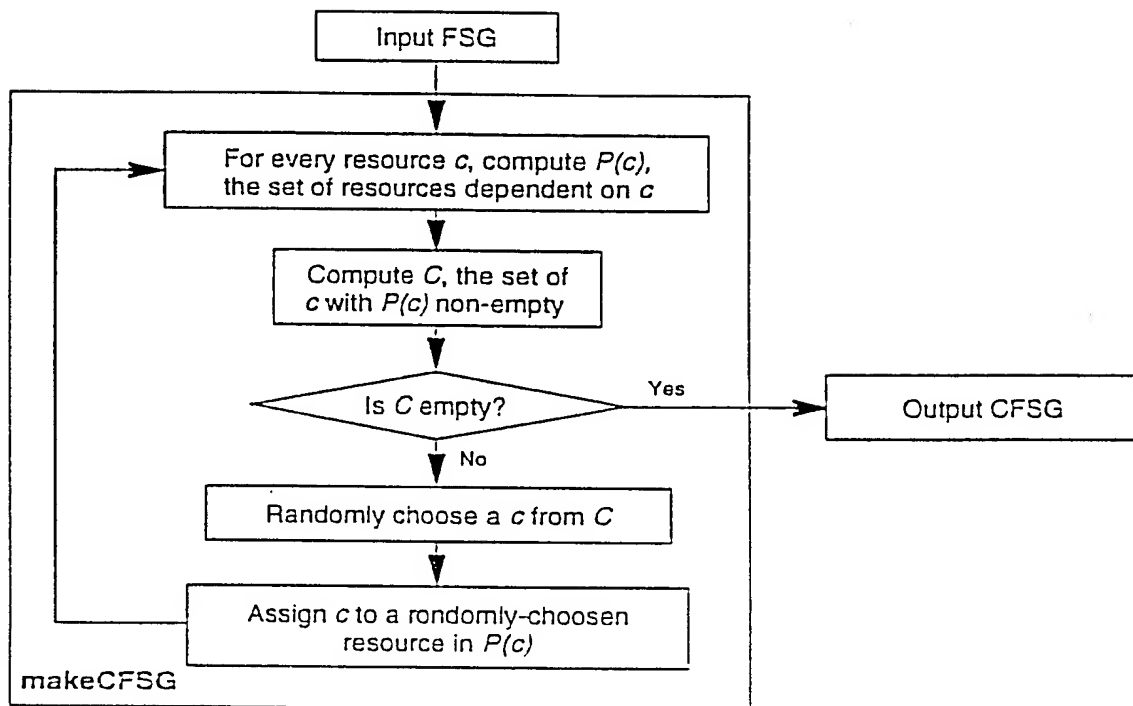 Input FSG
For every resource c, compute P(c),
the set of resources dependent on c
Compute C, the set of
c with P(c) non-empty
Is C empty?
Yes
Output CFSG
No
Randomly choose a c from C
Assign c to a rondomly-choosen
resource in P(c)
makeCFSG